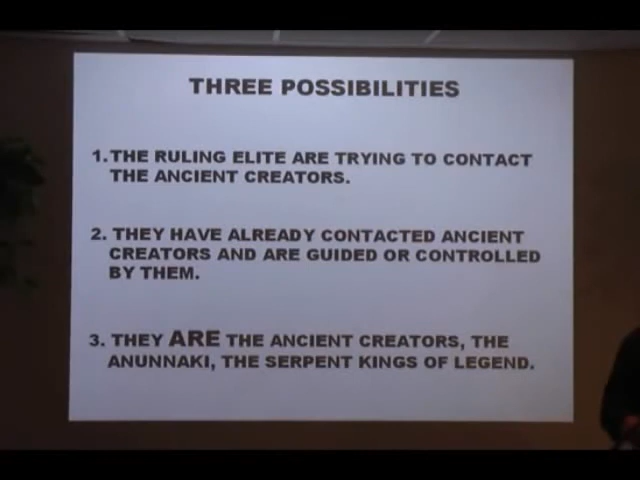 THREE POSSIBILITIES
1. THE RULING ELITE ARE TRYING TO CONTACT
THE ANCIENT CREATORS.
2. THEY HAVE ALREADY CONTACTED ANCIENT
CREATORS AND ARE GUIDED OR CONTROLLED
BY THEM.
3. THEY ARE THE ANCIENT CREATORS, THE
ANUNNAKI, THE SERPENT KINGS OF LEGEND.